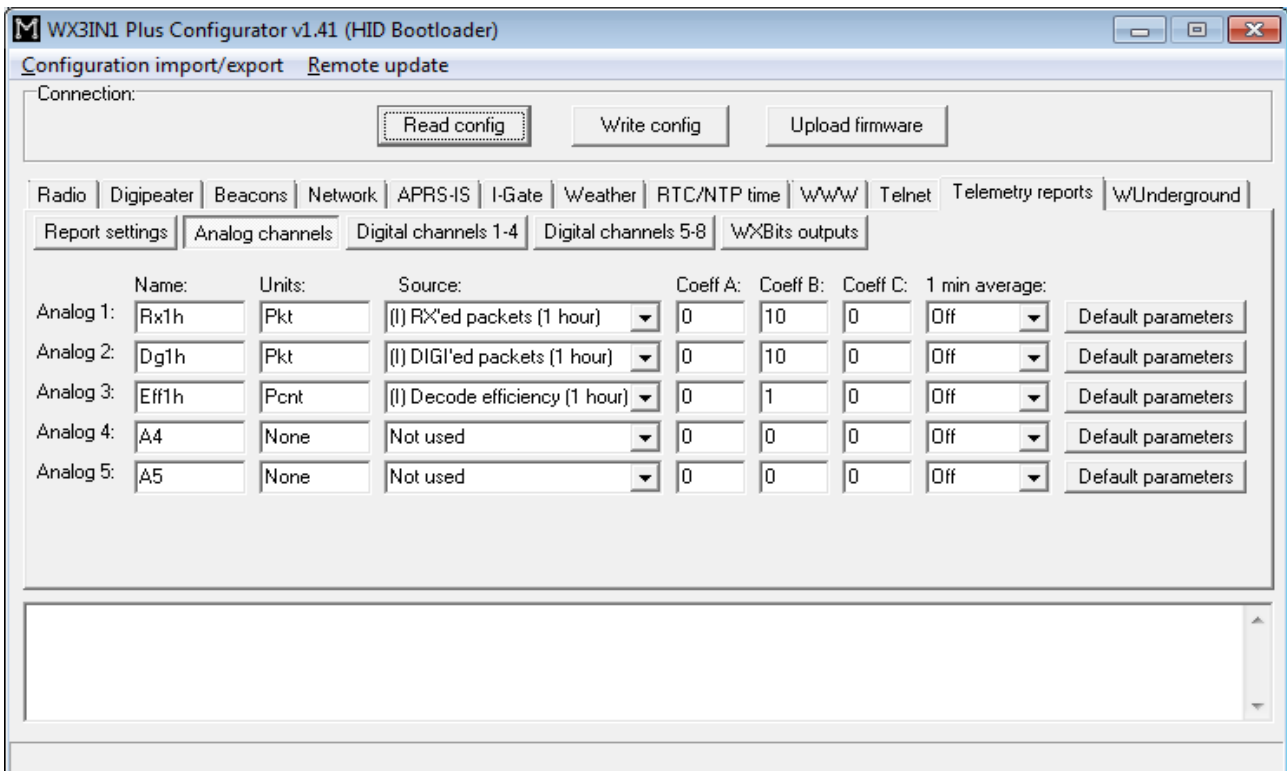 WX3IN1 Plus Configurator v1.41 (HID Bootloader)
Configuration import/export Remote update
Connection:
Read config Write config Upload firmware
Radio Digipeater Beacons Network APRS-IS I-Gate Weather RTC/NTP time WWW Telnet Telemetry reports WUnderground
Report settings Analog channels Digital channels 1-4 Digital channels 5-8 WXBits outputs
Name: Units: Source: Coeff A: Coeff B: Coeff C: 1 min average:
Analog 1: Rx1h Pkt (I) RX'ed packets (1 hour) 0 10 0 Off Default parameters
Analog 2: Dg1h Pkt (I) DIGI'ed packets (1 hour) 0 10 0 Off Default parameters
Analog 3: Eff1h Pcnt (I) Decode efficiency (1 hour) 0 1 0 Off Default parameters
Analog 4: A4 None Not used 0 0 0 Off Default parameters
Analog 5: A5 None Not used 0 0 0 Off Default parameters